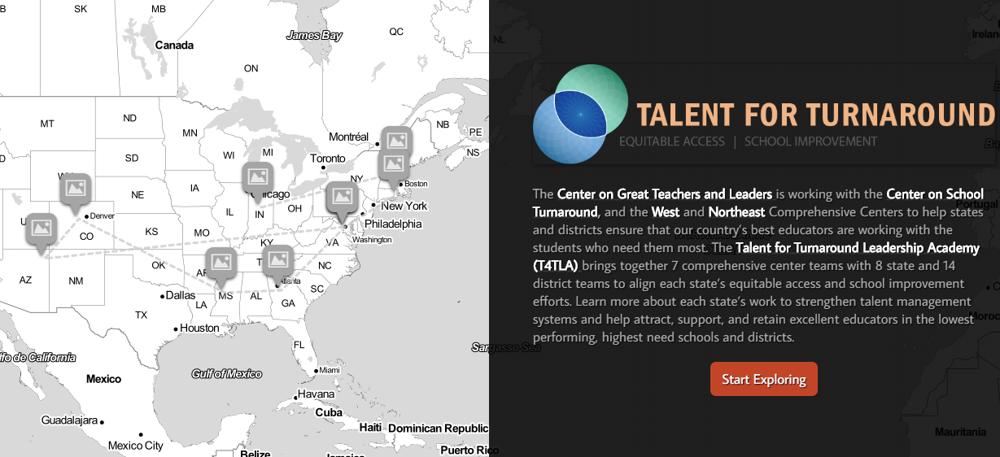 B
SK
MB
QC
NL
James Bay
Canada
ON
Irelan
MT
ND
MN
NB
PE
Montréal
TALENT FOR TURNAROUND
EQUITABLE ACCESS | SCHOOL IMPROVEMENT
SD
WI
MI
NS
Toronto
NY
Boston
NE
IA
Chicago
New York
Denver
IL
IN
OH
Philadelphia
CO
KS
MO
KY
VA
Washington
OK
NC
AZ
NM
Atlanta
Dallas
MS
AL
SC
LA
GA
TX
Houston
FL
The Center on Great Teachers and Leaders is working with the Center on School
Turnaround, and the West and Northeast Comprehensive Centers to help states
and districts ensure that our country's best educators are working with the
students who need them most. The Talent for Turnaround Leadership Academy
(T4TLA) brings together 7 comprehensive center teams with 8 state and 14
district teams to align each state's equitable access and school improvement
efforts. Learn more about each state's work to strengthen talent management
systems and help attract, support, and retain excellent educators in the lowest
performing, highest need schools and districts.
Sargasso Sea
lfo de California
Gulf of Mexico
Miami
Mexico
Start Exploring
Havana
Cuba
Guadalajara
Haiti
Dominican Republic
Mexico City
Belize
Jamaica
Puerto Rico
Mauritania